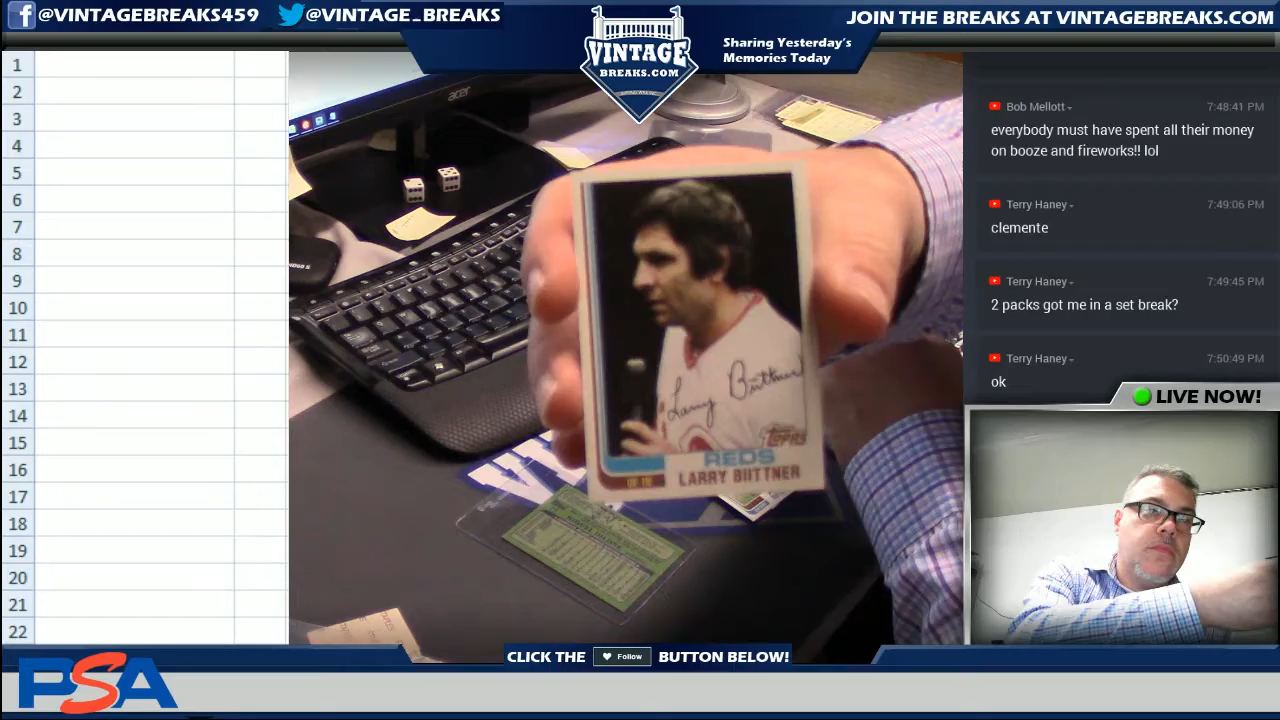 @VINTAGEBREAKS459
@VINTAGE_BREAKS
VINTAGE
BREAKS.COM
Sharing Yesterday's
Memories Today
JOIN THE BREAKS AT VINTAGEBREAKS.COM
1
2
3
4
5
6
7
8
9
10
11
12
13
14
15
16
17
18
19
20
21
22
acer
Larry Biittner
TOPPS
REDS
LARRY BIITTNER
OF-1B
Bob Mellott
7:48:41 PM
everybody must have spent all their money
on booze and fireworks!! lol
Terry Haney
7:49:06 PM
clemente
Terry Haney
7:49:45 PM
2 packs got me in a set break?
Terry Haney
7:50:49 PM
ok
LIVE NOW!
CLICK THE
Follow
BUTTON BELOW!
PSA